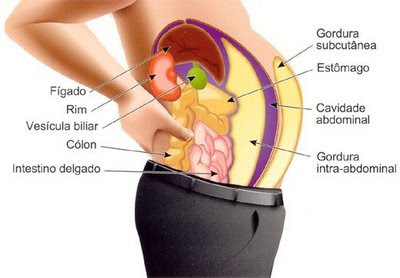 Gordura
subcutânea
Estômago
Fígado
Rim
Vesícula biliar
Cólon
Intestino delgado
Cavidade
abdominal
Gordura
intra-abdominal